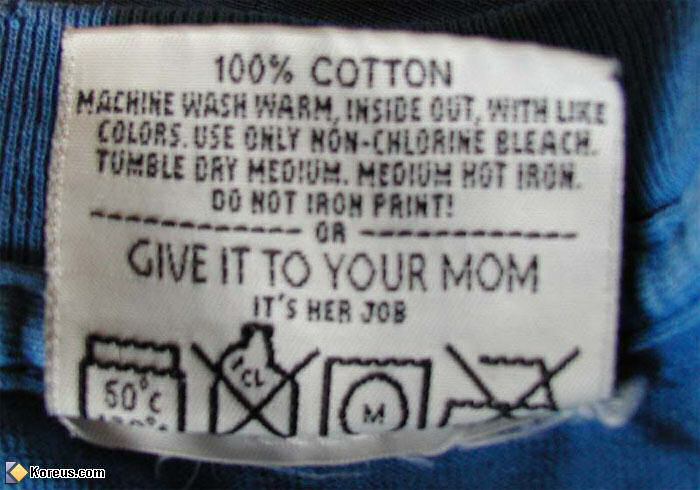 100% COTTON
MACHINE WASH WARM, INSIDE OUT, WITH LIKE
COLORS. USE ONLY NON-CHLORINE BLEACH.
TUMBLE DRY MEDIUM. MEDIUM HOT IRON.
DO NOT IRON PRINT!
OR
GIVE IT TO YOUR MOM
IT'S HER JOB
50°C
CL
M
Koreus.com